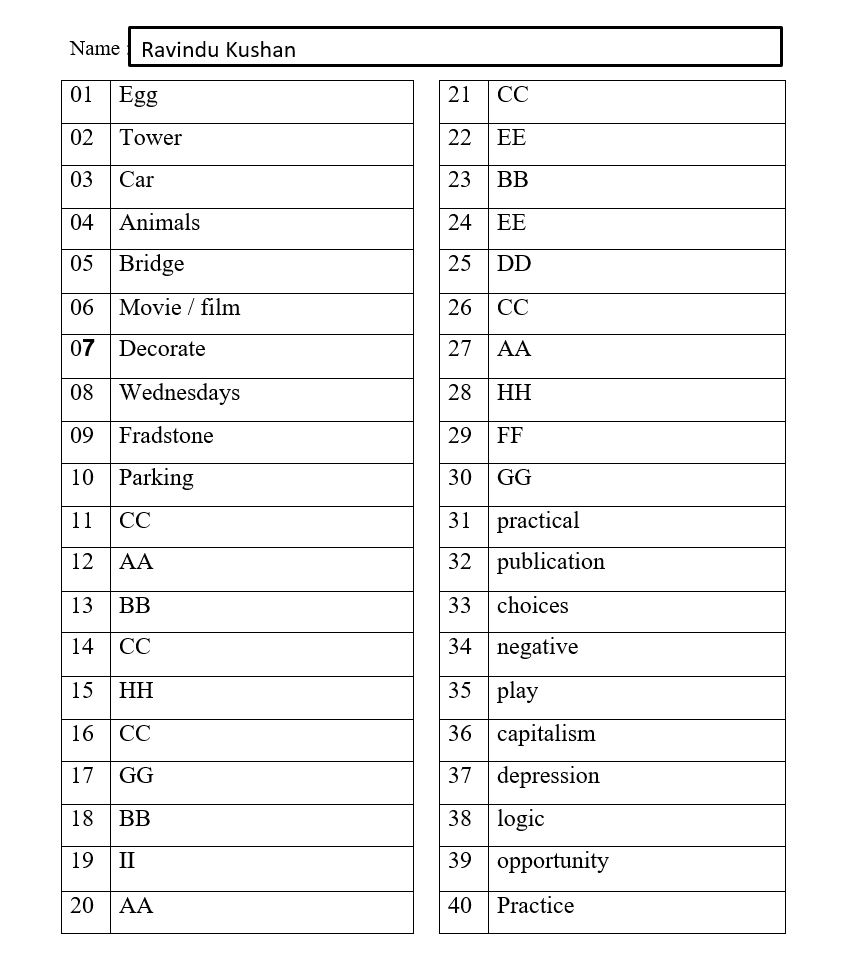 Name : Ravindu Kushan
01 Egg
02 Tower
03 Car
04 Animals
05 Bridge
06 Movie / film
07 Decorate
08 Wednesdays
09 Fradstone
10 Parking
11 CC
12 AA
13 BB
14 CC
15 HH
16 CC
17 GG
18 BB
19 II
20 AA
21 CC
22 EE
23 BB
24 EE
25 DD
26 CC
27 AA
28 HH
29 FF
30 GG
31 practical
32 publication
33 choices
34 negative
35 play
36 capitalism
37 depression
38 logic
39 opportunity
40 Practice